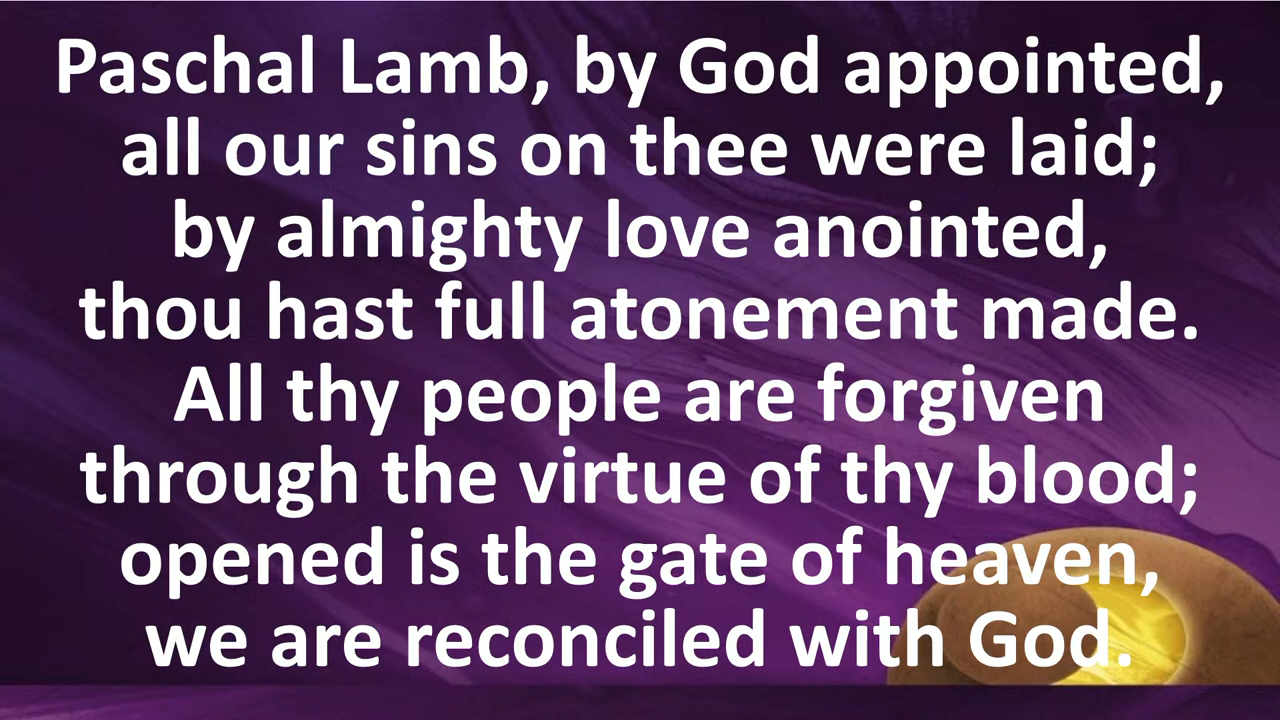 Paschal Lamb, by God appointed,
all our sins on thee were laid;
by almighty love anointed,
thou hast full atonement made.
All thy people are forgiven
through the virtue of thy blood;
opened is the gate of heaven,
we are reconciled with God.